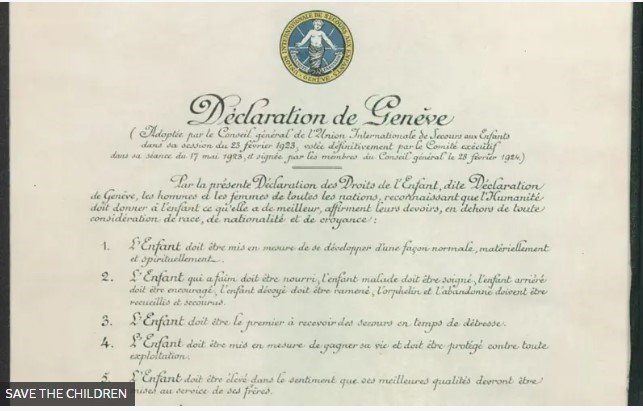 UNION INTERNATIONALE DE SECOURS AUX ENFANTS GENÈVE
Déclaration de Genève
(Adoptée par le Conseil général de l'Union Internationale de Secours aux Enfants
dans sa session du 23 février 1923, votée définitivement par le Comité exécutif
dans sa séance du 17 mai 1923, et signée par les membres du Conseil général le 28 février 1924)
Par la présente Déclaration des Droits de l'Enfant, dite Déclaration
de Genève, les hommes et les femmes de toutes les nations, reconnaissant que l'Humanité
doit donner à l'enfant ce qu'elle a de meilleur, affirment leurs devoirs, en dehors de toute
considération de race, de nationalité et de croyance:
1. L'Enfant doit être mis en mesure de se développer d'une façon normale, matériellement
et spirituellement.
2. L'Enfant qui a faim doit être nourri, l'enfant malade doit être soigné, l'enfant arriéré
doit être encouragé, l'enfant dévoyé doit être ramené, l'orphelin et l'abandonné doivent être
recueillis et secourus.
3. L'Enfant doit être le premier à recevoir des secours en temps de détresse.
4. L'Enfant doit être mis en mesure de gagner sa vie et doit être protégé contre toute
exploitation.
5. L'Enfant doit être élevé dans le sentiment que ses meilleures qualités devront être
mises au service de ses frères.
SAVE THE CHILDREN